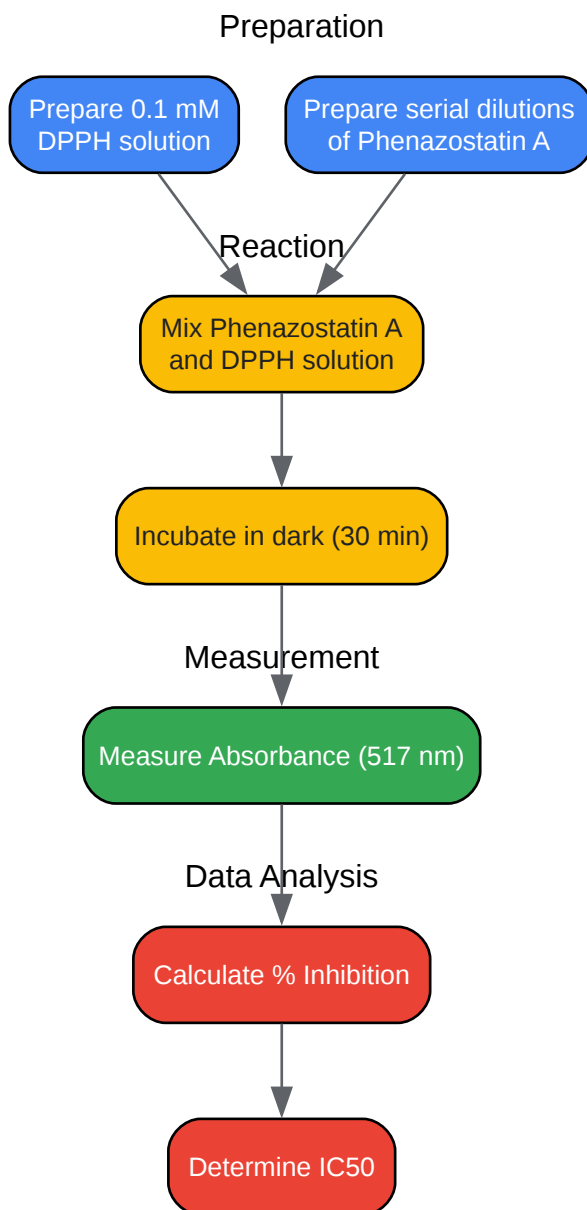 Preparation
Prepare 0.1 mM
DPPH solution
Prepare serial dilutions
of Phenazostatin A
Reaction
Mix Phenazostatin A
and DPPH solution
Incubate in dark (30 min)
Measurement
Measure Absorbance (517 nm)
Data Analysis
Calculate % Inhibition
Determine IC50